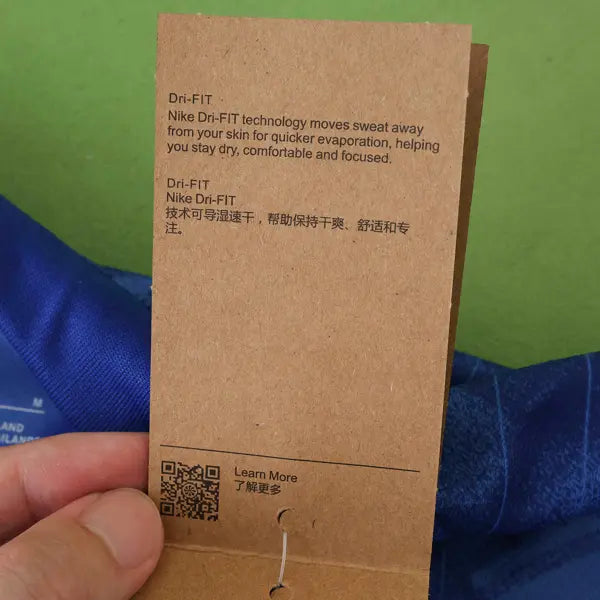 Dri-FIT
Nike Dri-FIT technology moves sweat away
from your skin for quicker evaporation, helping
you stay dry, comfortable and focused.
Dri-FIT
Nike Dri-FIT
技术可导湿速干，帮助保持干爽、舒适和专
注。
M
LAND
AILAND
Learn More
了解更多